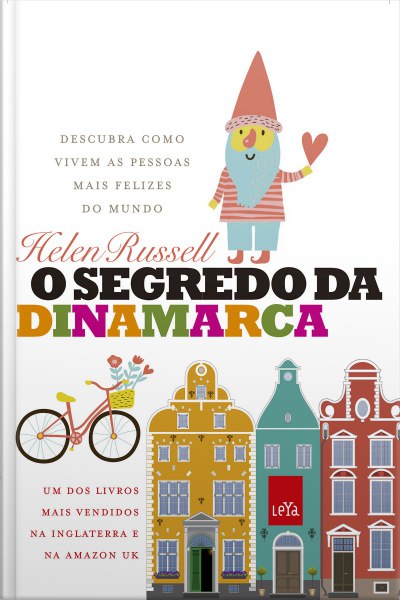 DESCUBRA COMO
VIVEM AS PESSOAS
MAIS FELIZES
DO MUNDO
Helen Russell
O SEGREDO DA
DINAMARCA
UM DOS LIVROS
MAIS VENDIDOS
NA INGLATERRA E
NA AMAZON UK
LeYa